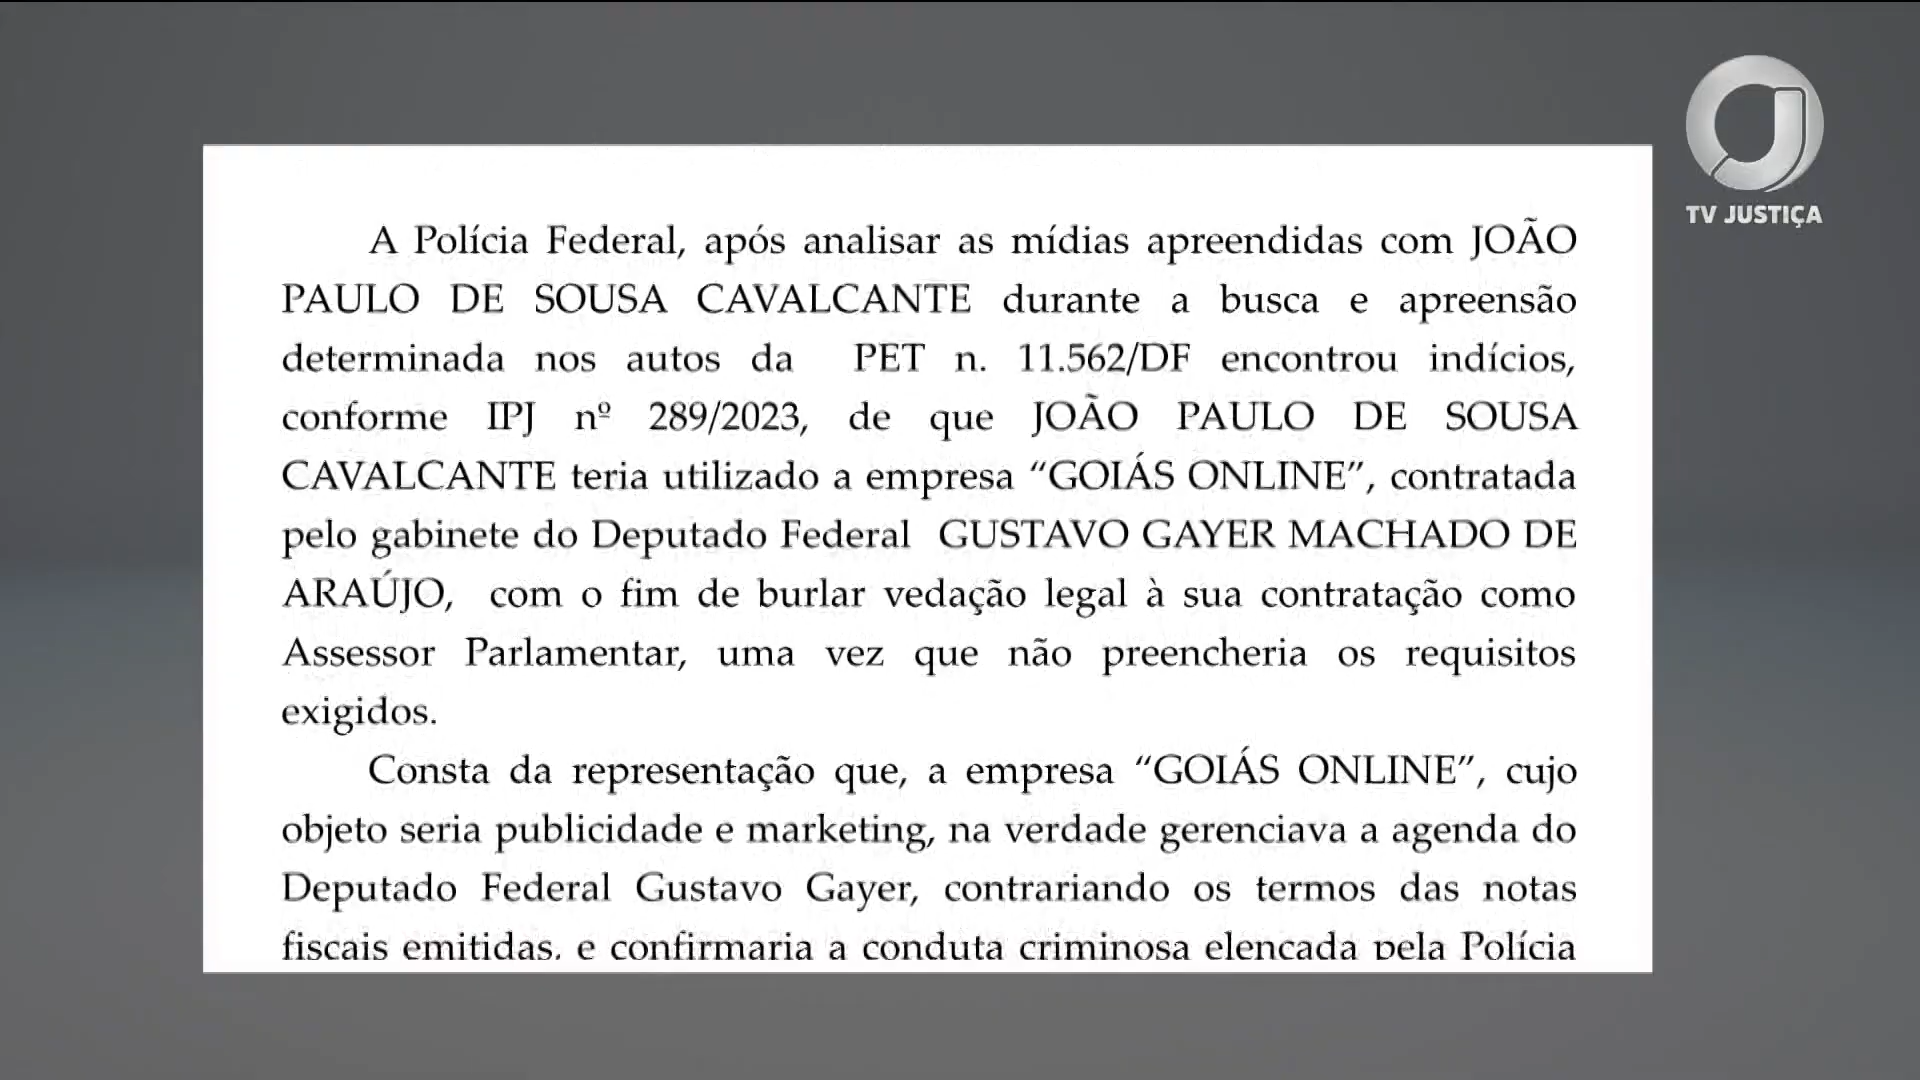 TV JUSTIÇA
A Polícia Federal, após analisar as mídias apreendidas com JOÃO
PAULO DE SOUSA CAVALCANTE durante a busca e apreensão
determinada nos autos da PET n. 11.562/DF encontrou indícios,
conforme IPJ nº 289/2023, de que JOÃO PAULO DE SOUSA
CAVALCANTE teria utilizado a empresa “GOIÁS ONLINE”, contratada
pelo gabinete do Deputado Federal GUSTAVO GAYER MACHADO DE
ARAÚJO, com o fim de burlar vedação legal à sua contratação como
Assessor Parlamentar, uma vez que não preencheria os requisitos
exigidos.
Consta da representação que, a empresa “GOIÁS ONLINE”, cujo
objeto seria publicidade e marketing, na verdade gerenciava a agenda do
Deputado Federal Gustavo Gayer, contrariando os termos das notas
fiscais emitidas, e confirmaria a conduta criminosa elencada pela Polícia